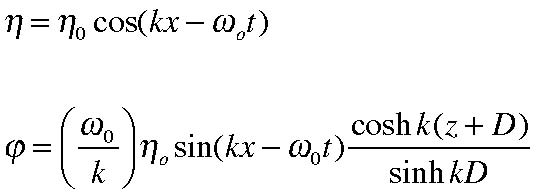 η = η₀ cos(kx − ωₒt)
φ = (ω₀/k) ηₒ sin(kx − ω₀t) cosh k(z + D)/sinh kD